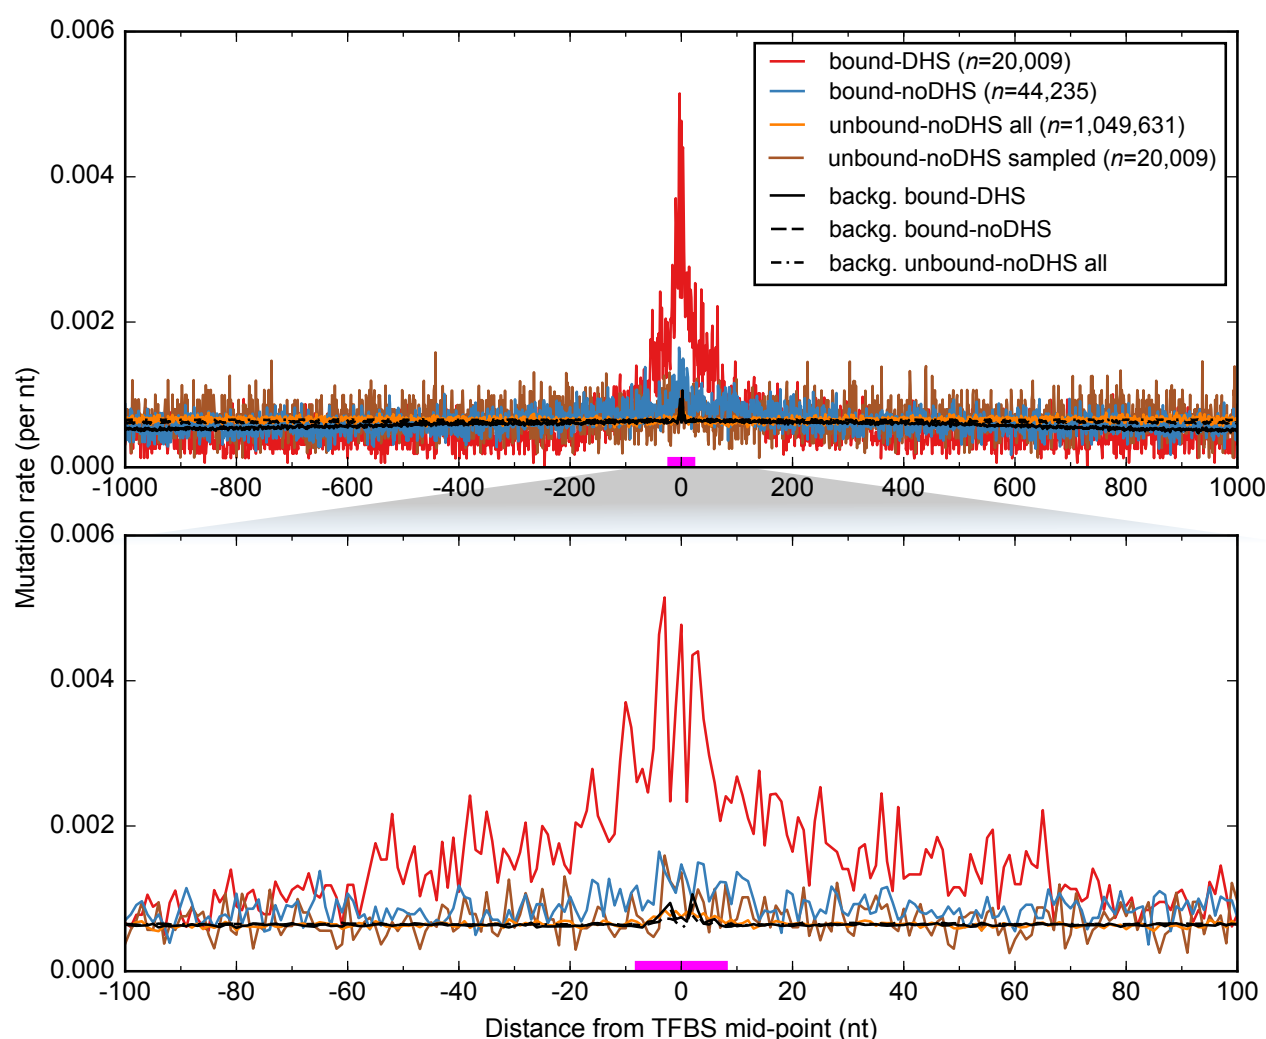 0.006
0.004
0.002
0.000
bound-DHS (n=20,009)
bound-noDHS (n=44,235)
unbound-noDHS all (n=1,049,631)
unbound-noDHS sampled (n=20,009)
backg. bound-DHS
backg. bound-noDHS
backg. unbound-noDHS all
-1000 -800 -600 -400 -200 0 200 400 600 800 1000
Mutation rate (per nt)
0.006
0.004
0.002
0.000
-100 -80 -60 -40 -20 0 20 40 60 80 100
Distance from TFBS mid-point (nt)